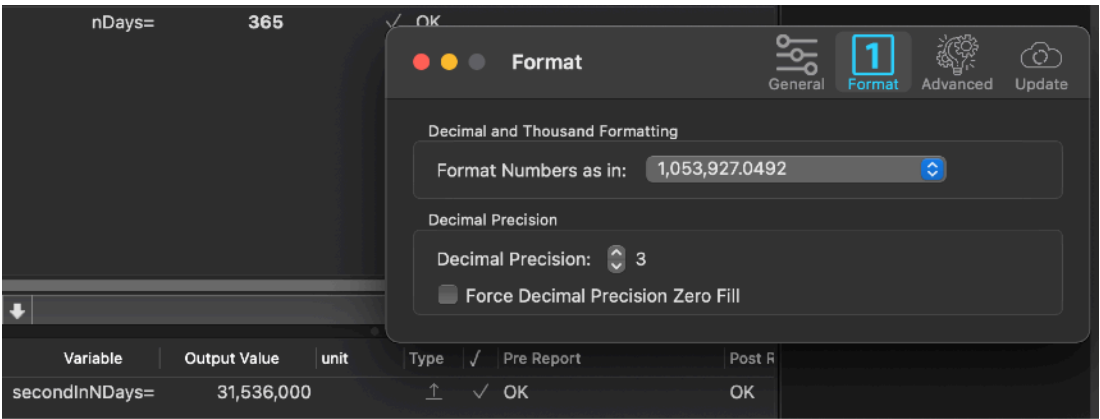 nDays= 365 ✓ OK
Format
General Format Advanced Update
Decimal and Thousand Formatting
Format Numbers as in: 1,053,927.0492
Decimal Precision
Decimal Precision: 3
Force Decimal Precision Zero Fill
Variable Output Value unit Type √ Pre Report Post R
secondInNDays= 31,536,000 ✓ OK OK